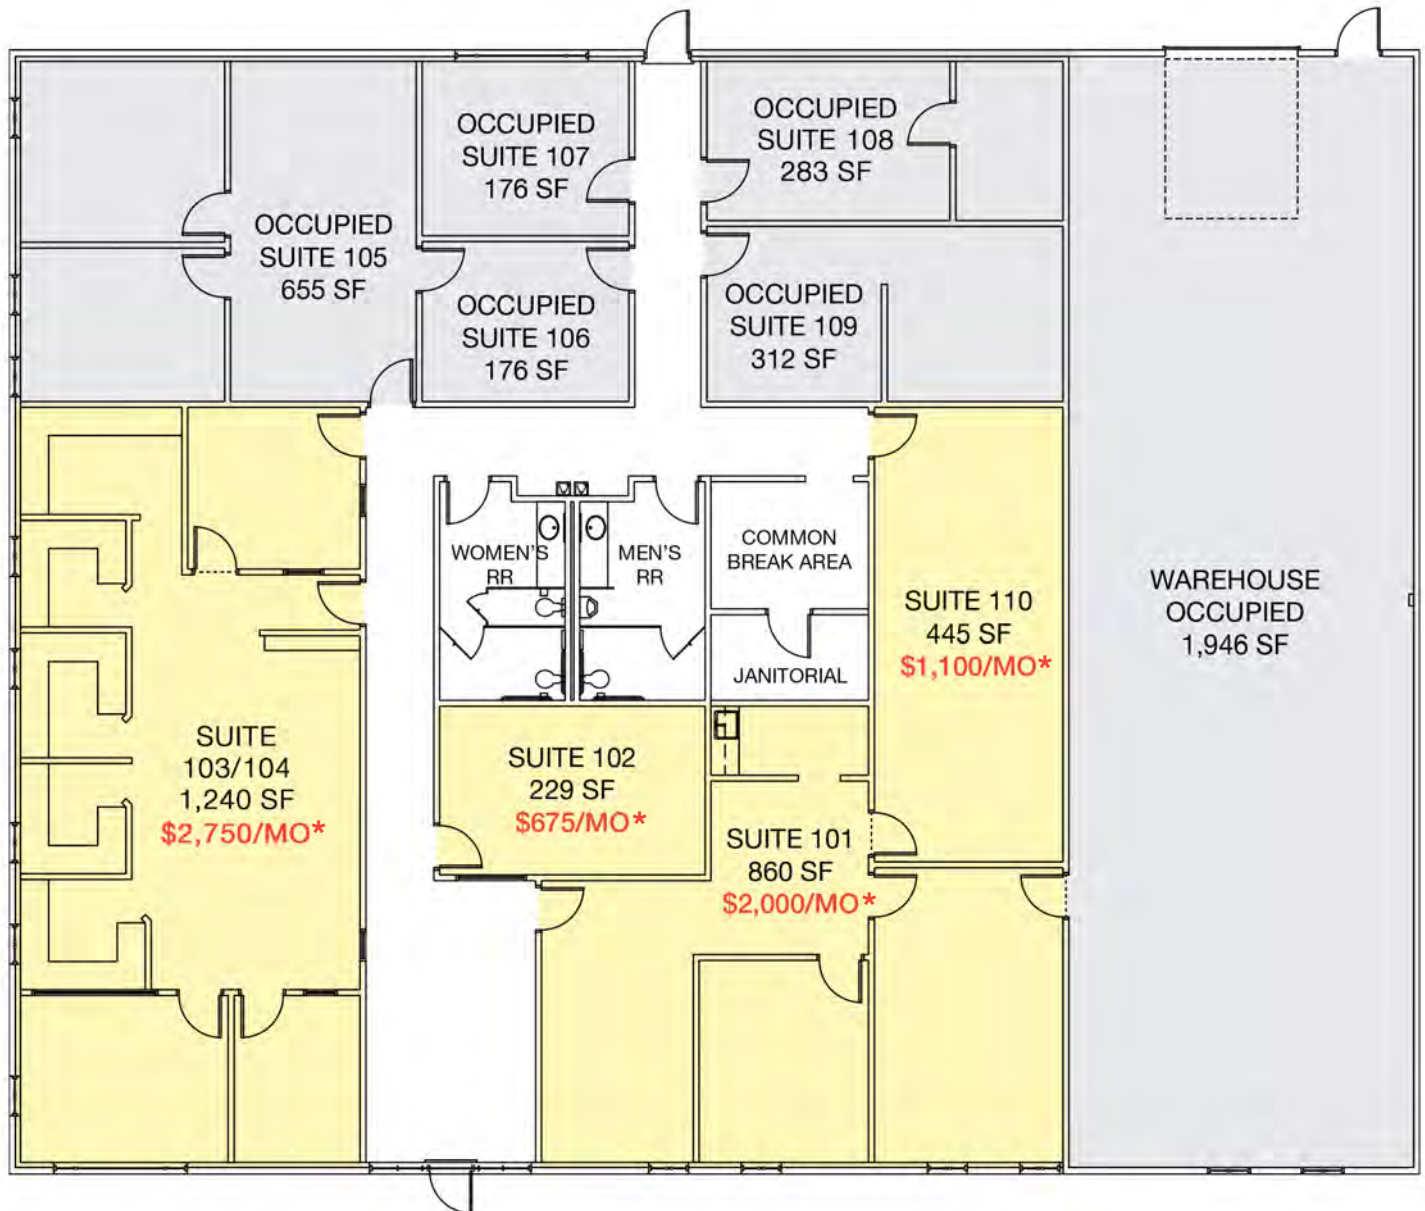 OCCUPIED
SUITE 107
176 SF
OCCUPIED
SUITE 108
283 SF
OCCUPIED
SUITE 105
655 SF
OCCUPIED
SUITE 106
176 SF
OCCUPIED
SUITE 109
312 SF
WOMEN'S
RR
MEN'S
RR
COMMON
BREAK AREA
JANITORIAL
SUITE 110
445 SF
$1,100/MO*
WAREHOUSE
OCCUPIED
1,946 SF
SUITE
103/104
1,240 SF
$2,750/MO*
SUITE 102
229 SF
$675/MO*
SUITE 101
860 SF
$2,000/MO*